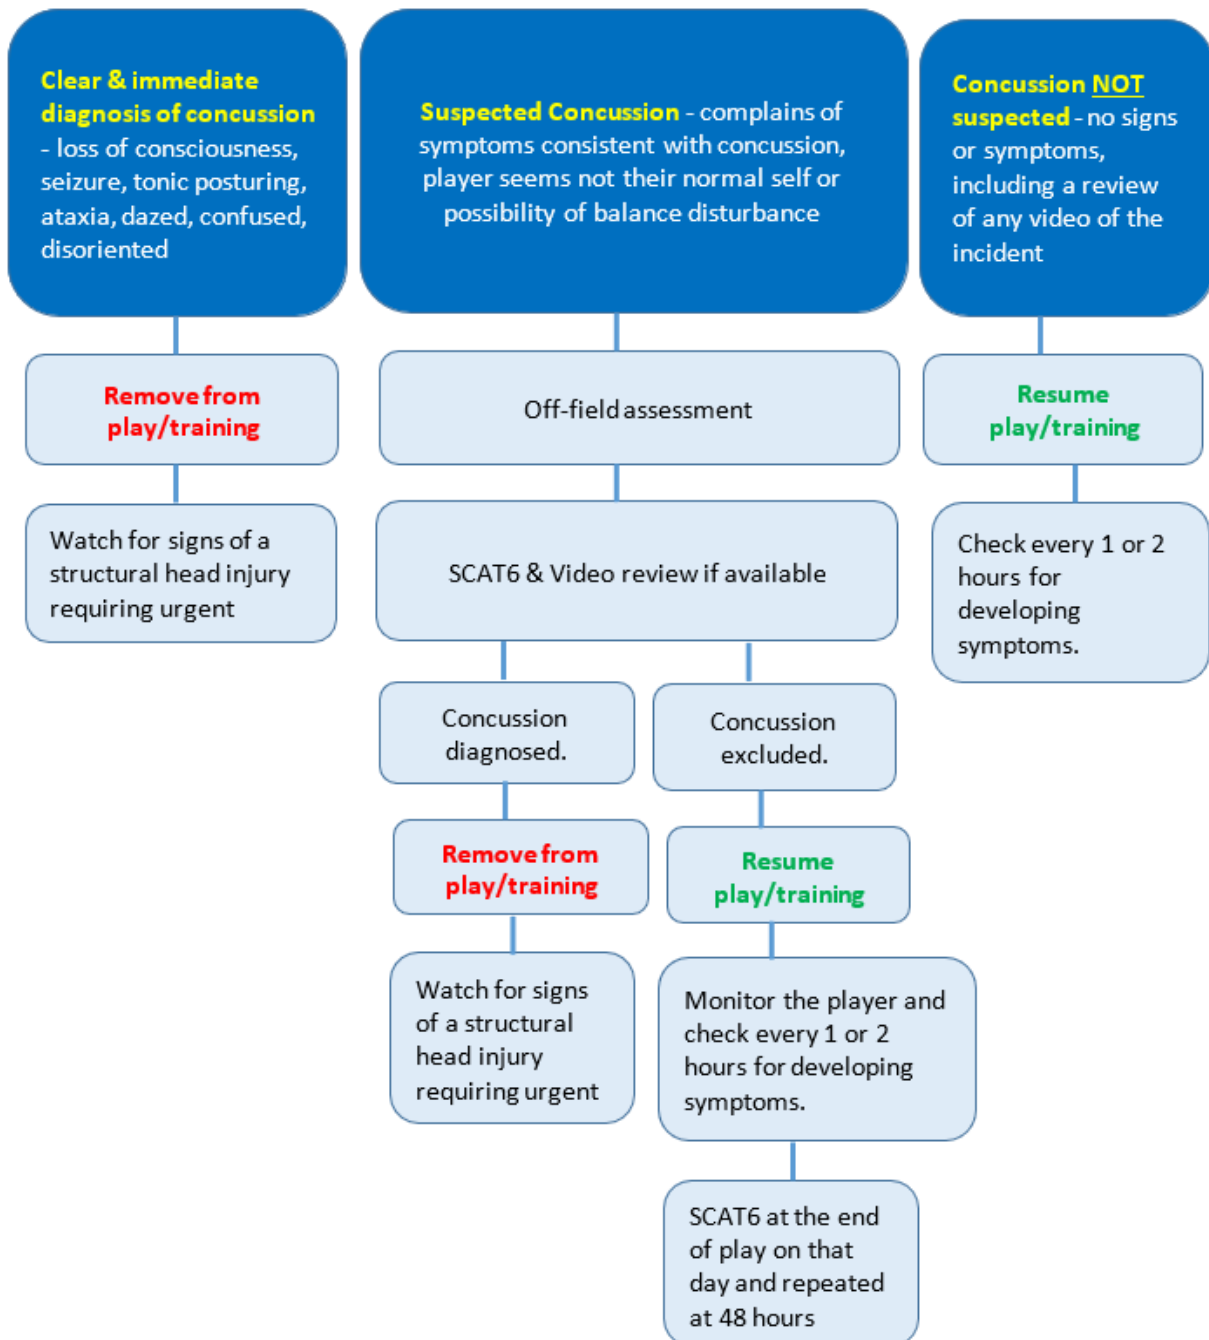 Clear & immediate
diagnosis of concussion
- loss of consciousness,
seizure, tonic posturing,
ataxia, dazed, confused,
disoriented
Suspected Concussion - complains of
symptoms consistent with concussion,
player seems not their normal self or
possibility of balance disturbance
Concussion NOT
suspected - no signs
or symptoms,
including a review
of any video of the
incident
Remove from
play/training
Off-field assessment
Resume
play/training
Watch for signs of a
structural head injury
requiring urgent
SCAT6 & Video review if available
Check every 1 or 2
hours for
developing
symptoms.
Concussion
diagnosed.
Concussion
excluded.
Remove from
play/training
Resume
play/training
Watch for signs
of a structural
head injury
requiring urgent
Monitor the player and
check every 1 or 2
hours for developing
symptoms.
SCAT6 at the end
of play on that
day and repeated
at 48 hours